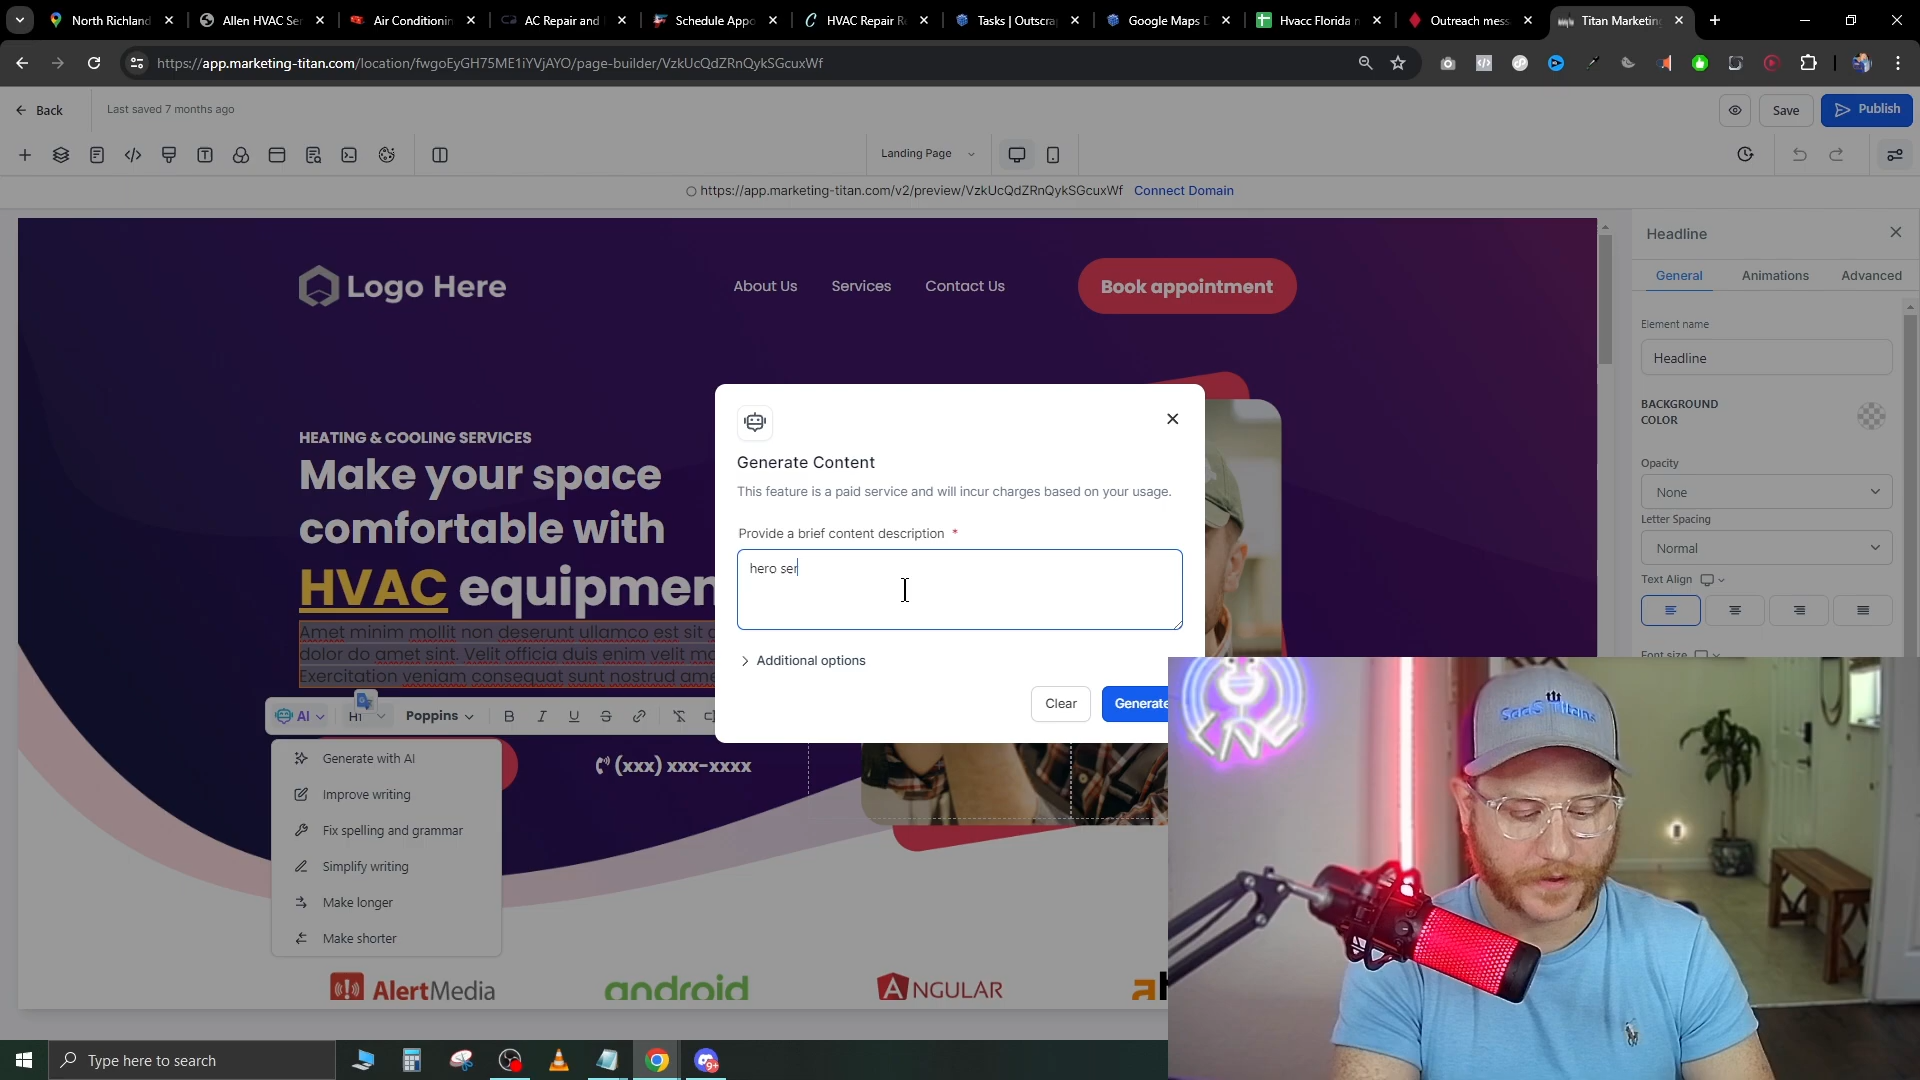 North Richland
Allen HVAC Ser
Air Conditionin
AC Repair and
Schedule Appo
HVAC Repair R
Tasks | Outscra
Google Maps D
Hvacc Florida
Outreach mess
Titan Marketin
https://app.marketing-titan.com/location/fwgoEyGH75ME1iYVjAYO/page-builder/VzkUcQdZRnQykSGcuxWf
Back
Last saved 7 months ago
Save
Publish
Landing Page
https://app.marketing-titan.com/v2/preview/VzkUcQdZRnQykSGcuxWf Connect Domain
Logo Here
About Us
Services
Contact Us
Book appointment
Headline
General
Animations
Advanced
Element name
Headline
BACKGROUND
COLOR
Opacity
None
Letter Spacing
Normal
Text Align
Font size
HEATING & COOLING SERVICES
Make your space
comfortable with
HVAC equipmen
Amet minim mollit non deserunt ullamco est sit
dolor do amet sint. Velit officia duis enim velit mo
Exercitation veniam consequat sunt nostrud ame
Generate Content
This feature is a paid service and will incur charges based on your usage.
Provide a brief content description *
hero ser
Additional options
Clear
Generate
AI
H1
Poppins
B
I
U
S
Generate with AI
Improve writing
Fix spelling and grammar
Simplify writing
Make longer
Make shorter
(xxx) xxx-xxxx
AlertMedia
android
ANGULAR
SaaS Titans
Type here to search
9+